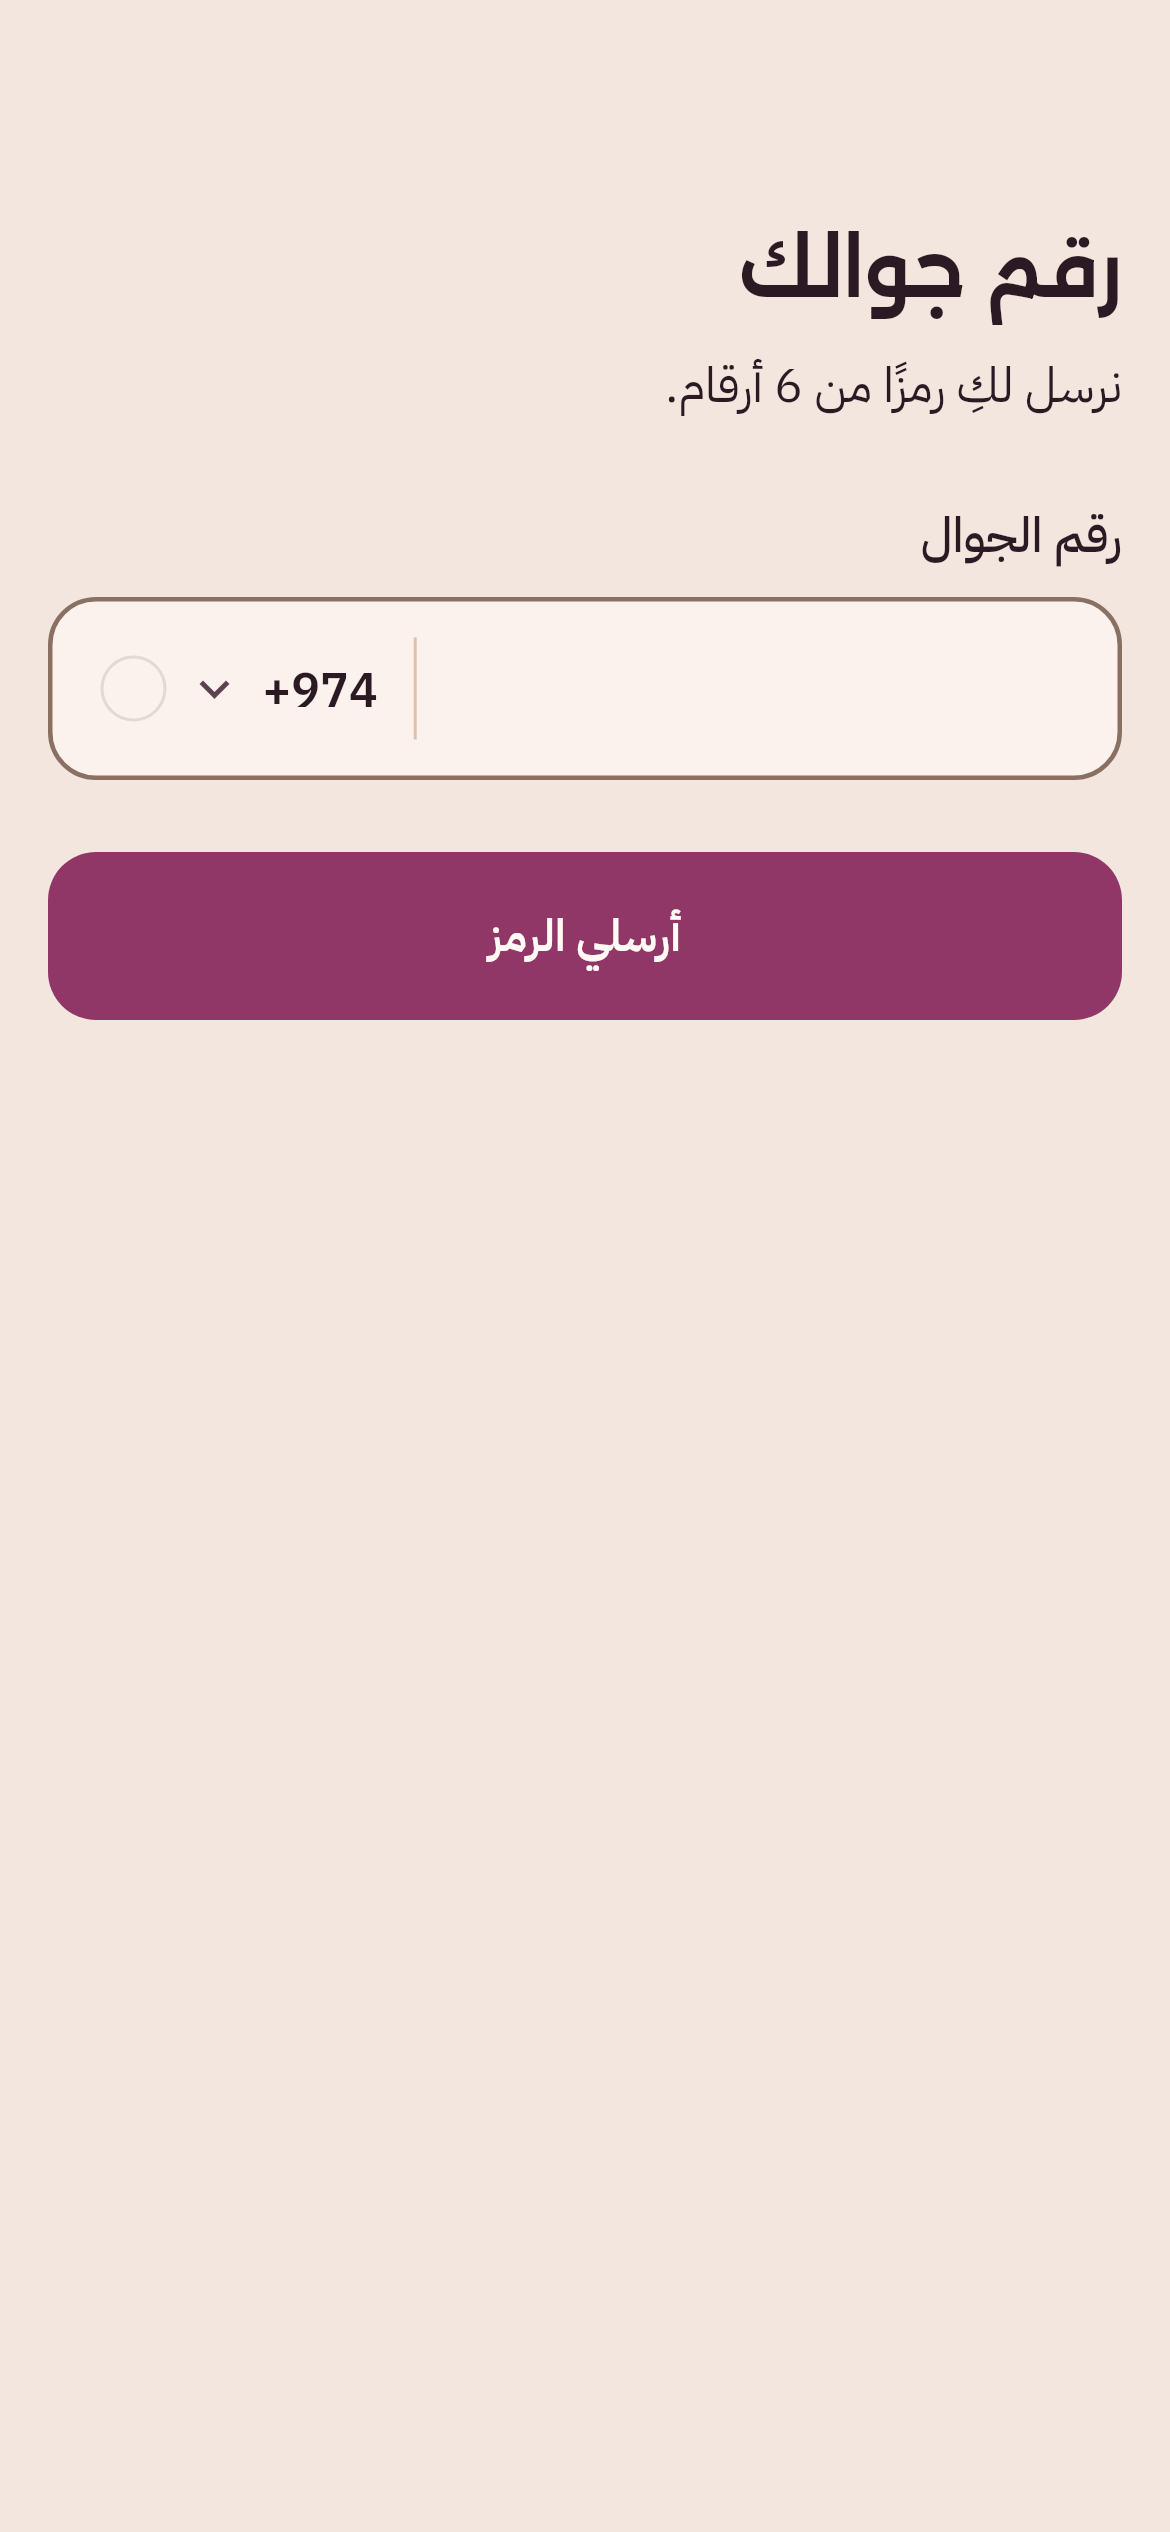 رقم جوالك
نرسل لكِ رمزًا من 6 أرقام.
رقم الجوال
+974
أرسلي الرمز